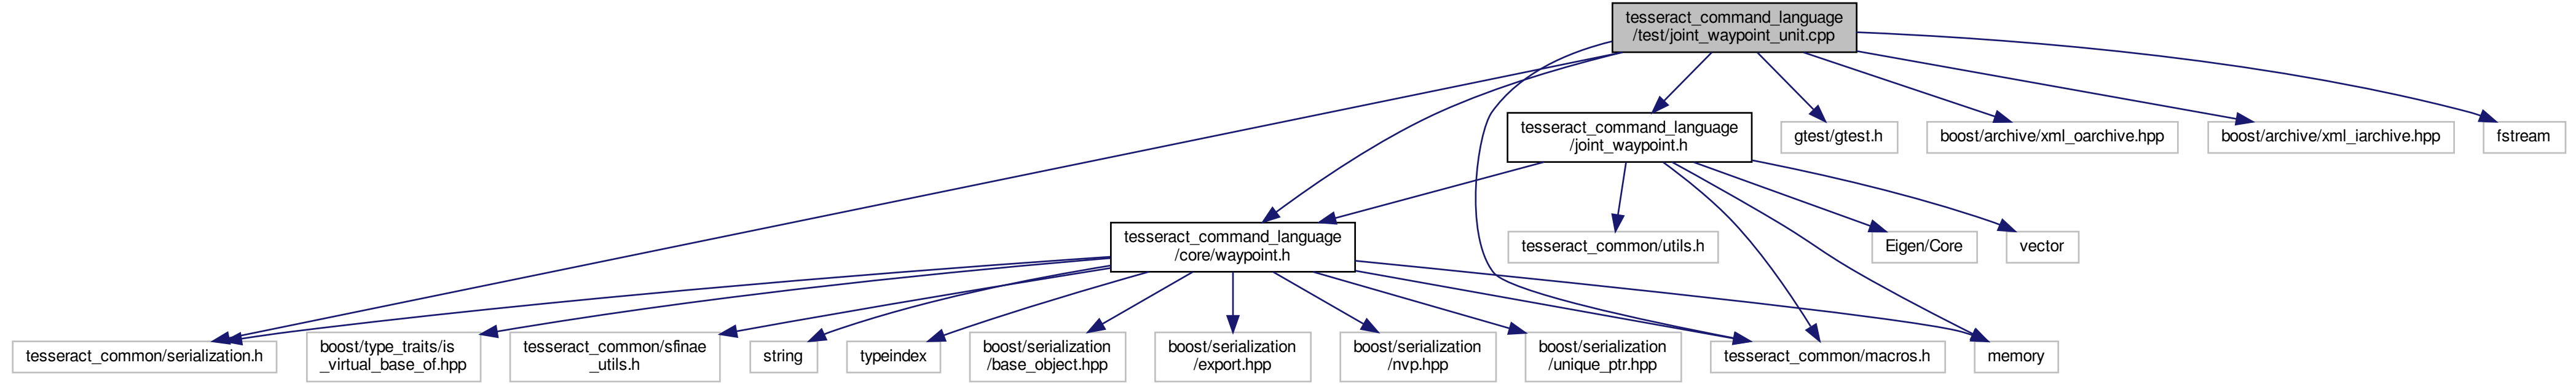 tesseract_command_language
/test/joint_waypoint_unit.cpp
tesseract_command_language
/joint_waypoint.h
gtest/gtest.h
boost/archive/xml_oarchive.hpp
boost/archive/xml_iarchive.hpp
fstream
tesseract_command_language
/core/waypoint.h
tesseract_common/utils.h
Eigen/Core
vector
tesseract_common/serialization.h
boost/type_traits/is
_virtual_base_of.hpp
tesseract_common/sfinae
_utils.h
string
typeindex
boost/serialization
/base_object.hpp
boost/serialization
/export.hpp
boost/serialization
/nvp.hpp
boost/serialization
/unique_ptr.hpp
tesseract_common/macros.h
memory